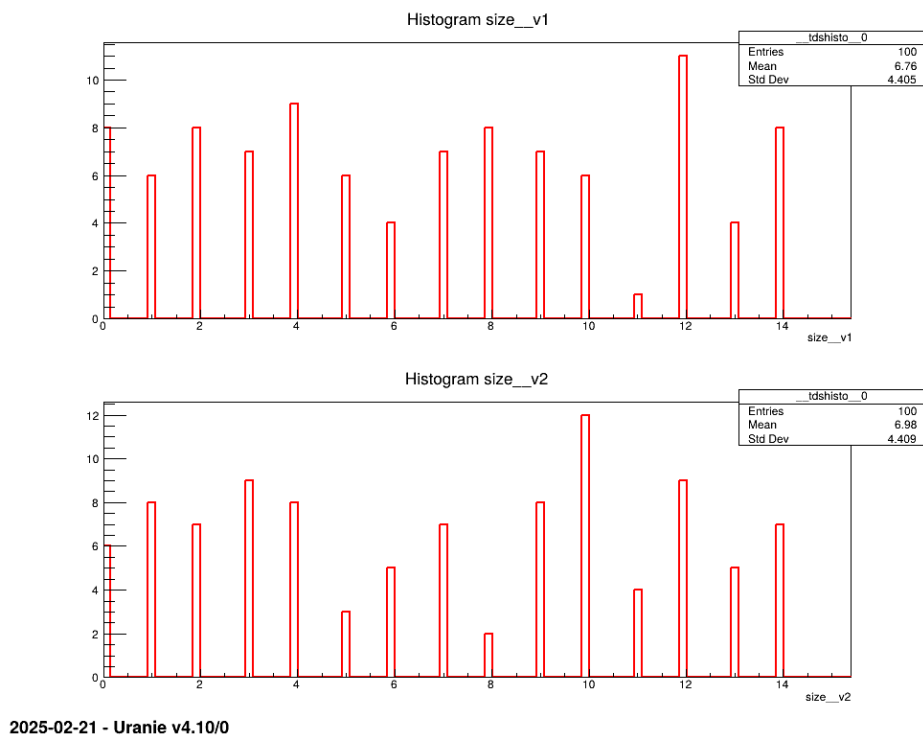 Histogram size__v1
__tdshisto__0
Entries 100
Mean 6.76
Std Dev 4.405
10
8
6
4
2
0
0 2 4 6 8 10 12 14
size__v1
Histogram size__v2
__tdshisto__0
Entries 100
Mean 6.98
Std Dev 4.409
12
10
8
6
4
2
0
0 2 4 6 8 10 12 14
size__v2
2025-02-21 - Uranie v4.10/0